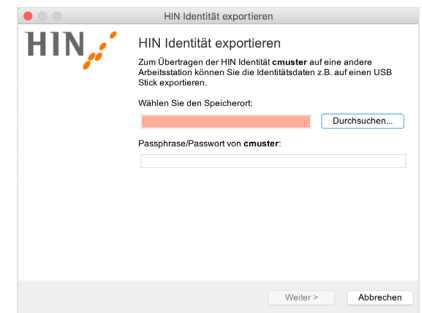 HIN Identität exportieren
HIN
HIN Identität exportieren
Zum Übertragen der HIN Identität cmuster auf eine andere
Arbeitsstation können Sie die Identitätsdaten z.B. auf einen USB
Stick exportieren.
Wählen Sie den Speicherort:
Durchsuchen...
Passphrase/Passwort von cmuster:
Weiter >
Abbrechen